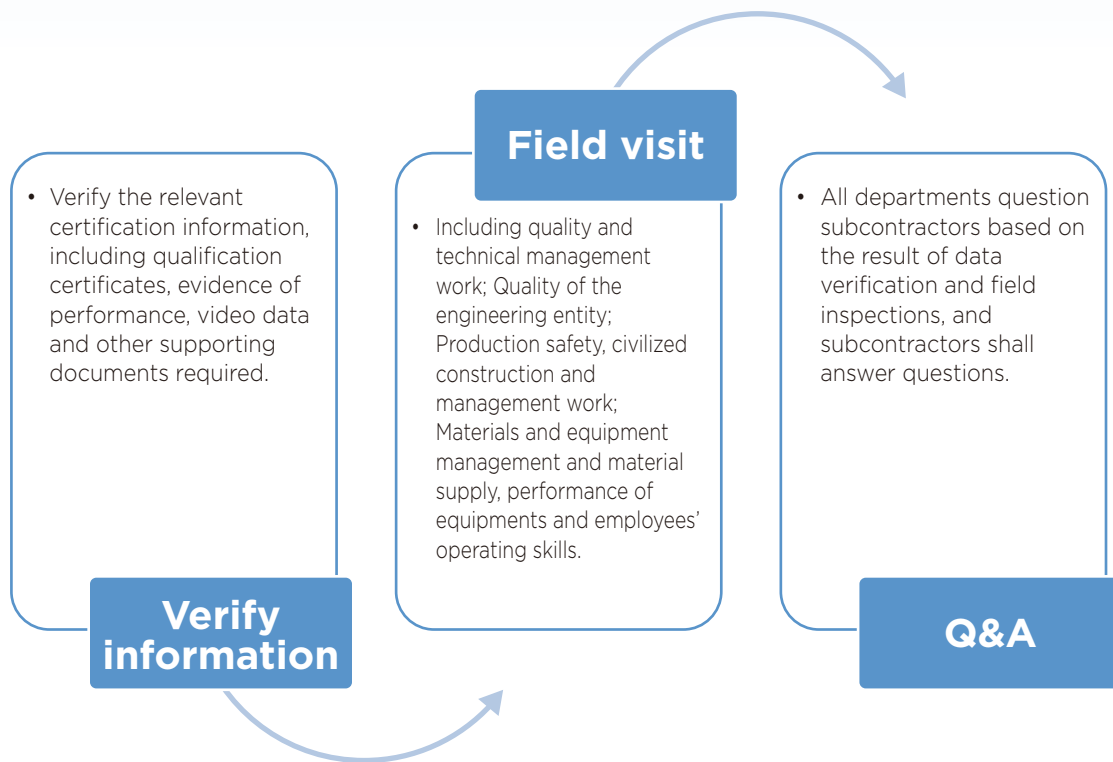 • Verify the relevant
certification information,
including qualification
certificates, evidence of
performance, video data
and other supporting
documents required.
Verify
information
Field visit
• Including quality and
technical management
work; Quality of the
engineering entity;
Production safety, civilized
construction and
management work;
Materials and equipment
management and material
supply, performance of
equipments and employees’
operating skills.
• All departments question
subcontractors based on
the result of data
verification and field
inspections, and
subcontractors shall
answer questions.
Q&A